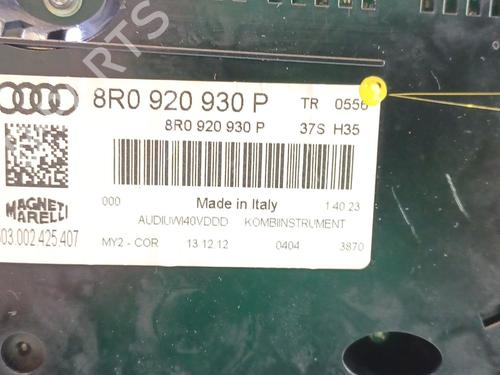 8R0 920 930 P TR 0556
8R0 920 930 P 37S H35
000 Made in Italy 1 40 23
AUDIUWI40VDDD KOMBIINSTRUMENT
MAGNETI
MARELLI
503.002.425.407 MY2 - COR 13.12.12 0404 3870